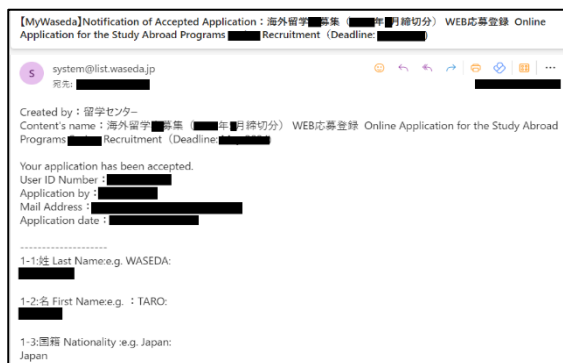 【MyWaseda】Notification of Accepted Application：海外留学 募集（ 年 月締切分） WEB応募登録 Online
Application for the Study Abroad Programs Recruitment（Deadline: ）
S
system@list.waseda.jp
宛先:
Created by：留学センター
Content's name：海外留学 募集（ 年 月締切分） WEB応募登録 Online Application for the Study Abroad
Programs Recruitment（Deadline:
Your application has been accepted.
User ID Number：
Application by：
Mail Address：
Application date：
--------------------
1-1:姓 Last Name:e.g. WASEDA:
1-2:名 First Name:e.g. ：TARO:
1-3:国籍 Nationality :e.g. Japan:
Japan